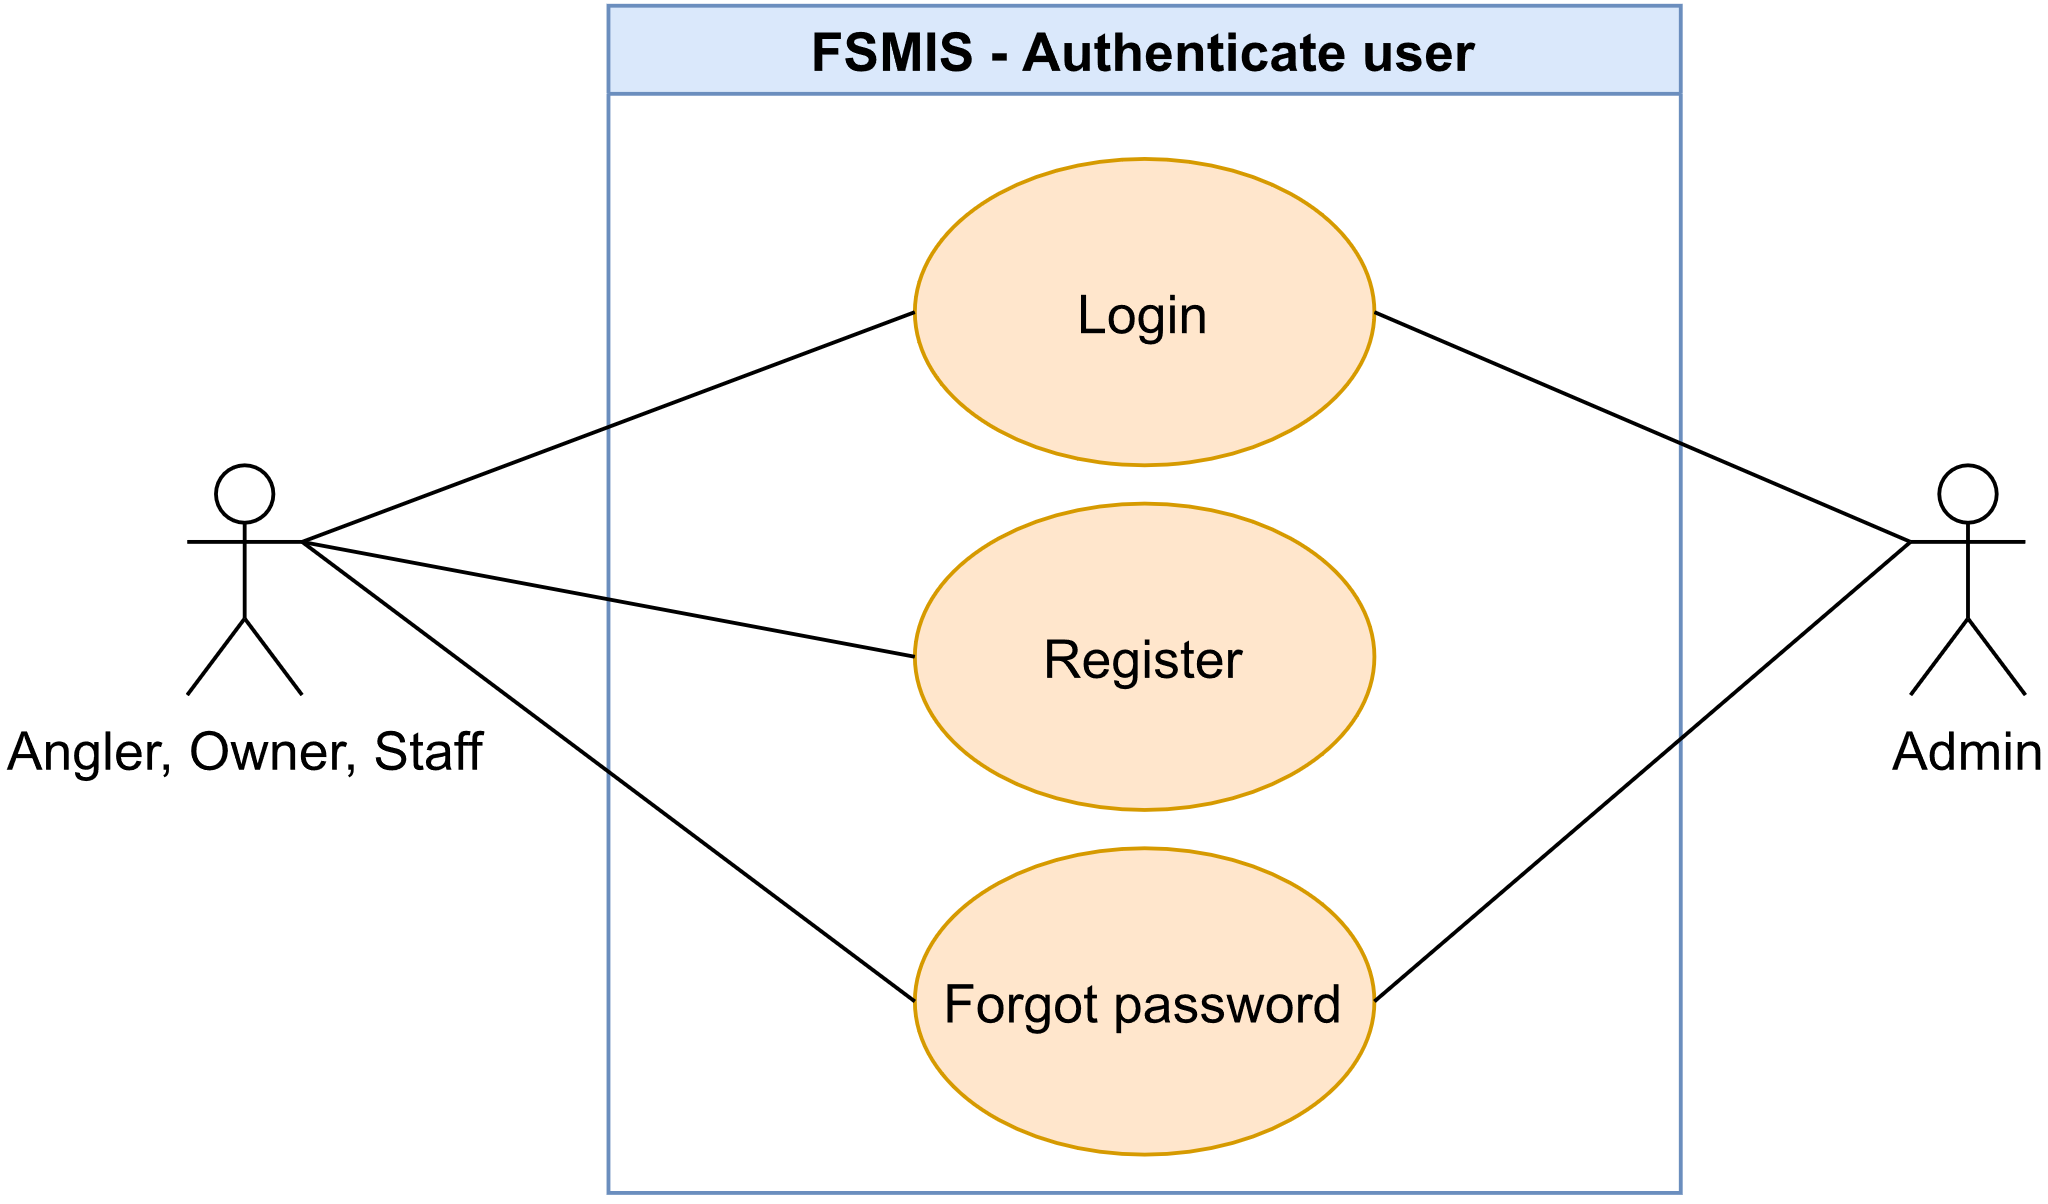 FSMIS - Authenticate user
Login
Register
Angler, Owner, Staff
Admin
Forgot password